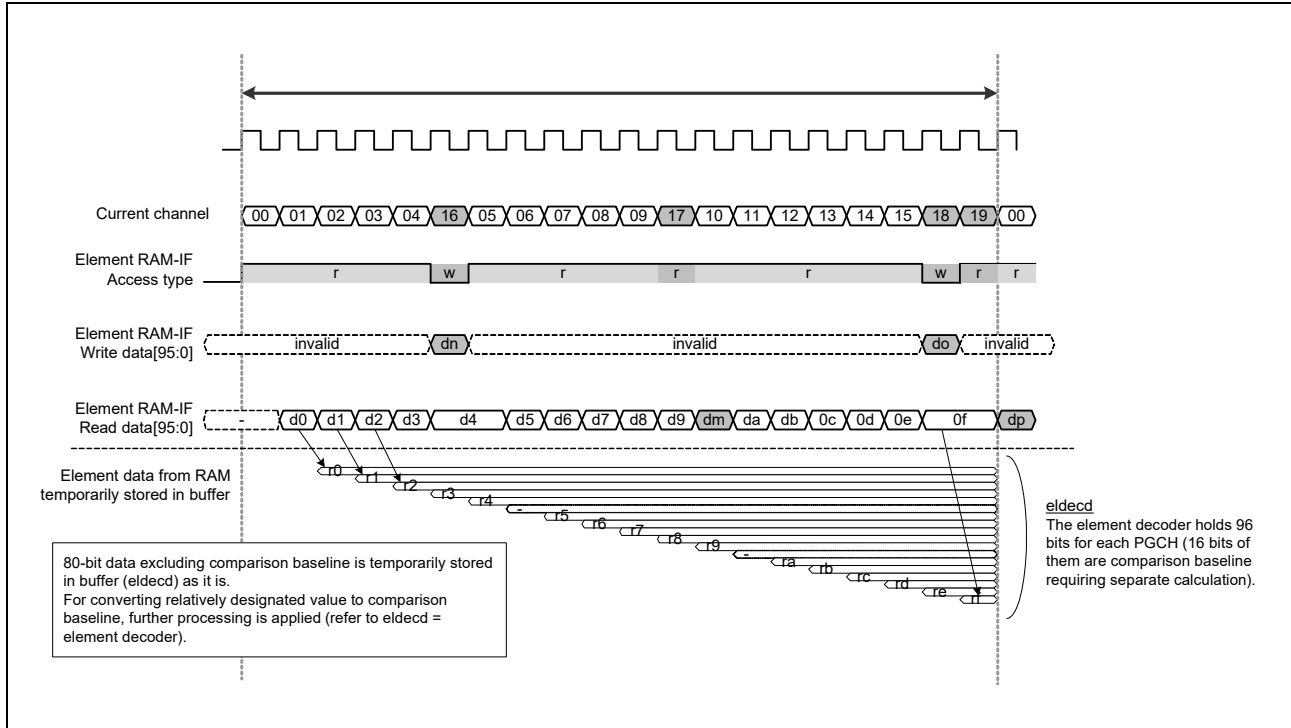 Current channel
00 01 02 03 04 16 05 06 07 08 09 17 10 11 12 13 14 15 18 19 00
Element RAM-IF
Access type
r w r r r w r r
Element RAM-IF
Write data[95:0]
invalid dn invalid do invalid
Element RAM-IF
Read data[95:0]
- d0 d1 d2 d3 d4 d5 d6 d7 d8 d9 dm da db 0c 0d 0e 0f dp
Element data from RAM
temporarily stored in buffer
r0
r1
r2
r3
r4
-
r5
r6
r7
r8
r9
-
ra
rb
rc
rd
re
eldecd
The element decoder holds 96
bits for each PGCH (16 bits of
them are comparison baseline
requiring separate calculation).
80-bit data excluding comparison baseline is temporarily stored
in buffer (eldecd) as it is.
For converting relatively designated value to comparison
baseline, further processing is applied (refer to eldecd =
element decoder).